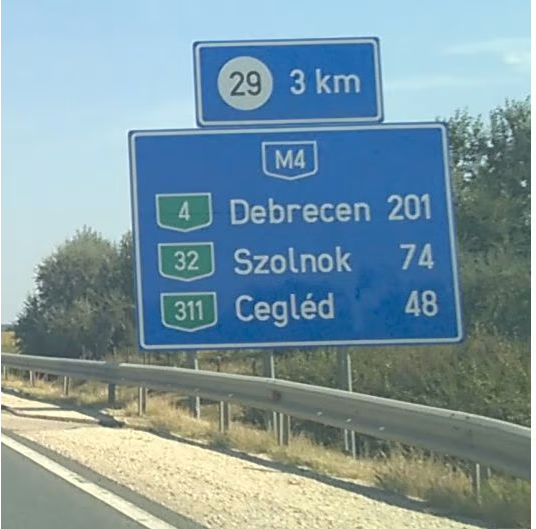 29 3 km
M4
4 Debrecen 201
32 Szolnok 74
311 Cegléd 48